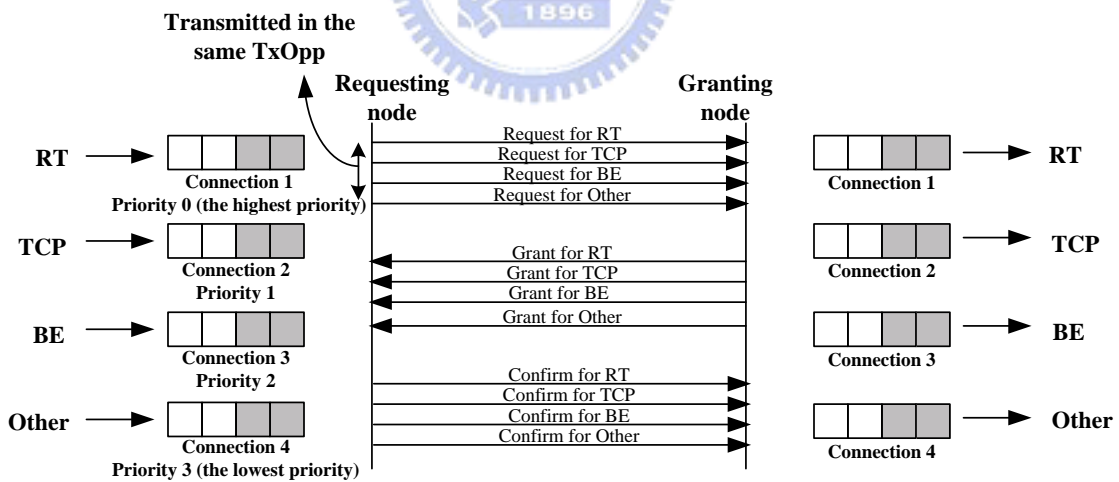 1896
Transmitted in the
same TxOpp
Requesting
node
Granting
node
RT
Connection 1
Priority 0 (the highest priority)
TCP
Connection 2
Priority 1
BE
Connection 3
Priority 2
Other
Connection 4
Priority 3 (the lowest priority)
Request for RT
Request for TCP
Request for BE
Request for Other
Grant for RT
Grant for TCP
Grant for BE
Grant for Other
Confirm for RT
Confirm for TCP
Confirm for BE
Confirm for Other
Connection 1
RT
Connection 2
TCP
Connection 3
BE
Connection 4
Other